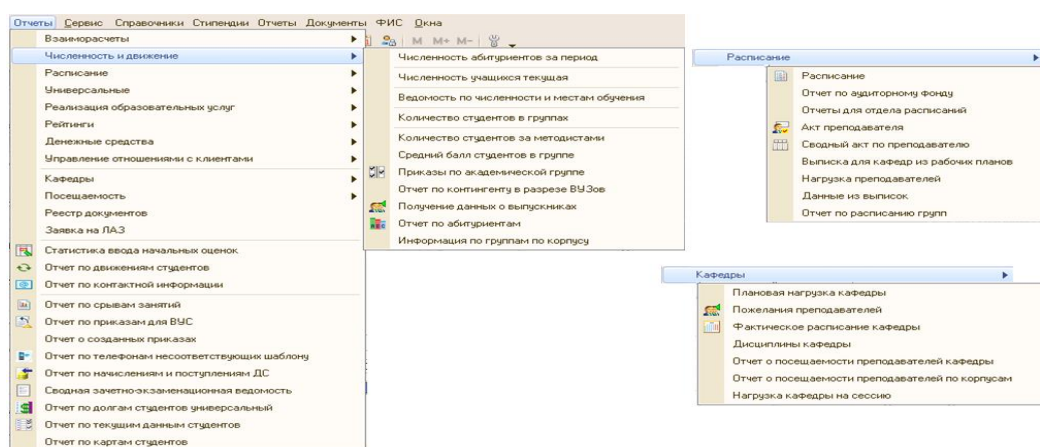 Отчеты Сервис Справочники Стипендии Отчеты Документы ФИС Окна
M M+ M-
Взаиморасчеты
Численность и движение
Расписание
Универсальные
Реализация образовательных услуг
Рейтинги
Денежные средства
Управление отношениями с клиентами
Кафедры
Посещаемость
Реестр документов
Заявка на ЛАЗ
Статистика ввода начальных оценок
Отчет по движениям студентов
Отчет по контактной информации
Отчет по срывам занятий
Отчет по приказам для ВУС
Отчет о созданных приказах
Отчет по телефонам несоответствующих шаблону
Отчет по начислениям и поступлениям ДС
Сводная зачетно-экзаменационная ведомость
Отчет по долгам студентов универсальный
Отчет по текущим данным студентов
Отчет по картам студентов
Численность абитуриентов за период
Численность учащихся текущая
Ведомость по численности и местам обучения
Количество студентов в группах
Количество студентов за методистами
Средний балл студентов в группе
Приказы по академической группе
Отчет по контингенту в разрезе ВУЗов
Получение данных о выпускниках
Отчет по абитуриентам
Информация по группам по корпусу
Расписание
Расписание
Отчет по аудиторному фонду
Отчеты для отдела расписаний
Акт преподавателя
Сводный акт по преподавателю
Выписка для кафедр из рабочих планов
Нагрузка преподавателей
Данные из выписок
Отчет по расписанию групп
Кафедры
Плановая нагрузка кафедры
Пожелания преподавателей
Фактическое расписание кафедры
Дисциплины кафедры
Отчет о посещаемости преподавателей кафедры
Отчет о посещаемости преподавателей по корпусам
Нагрузка кафедры на сессию